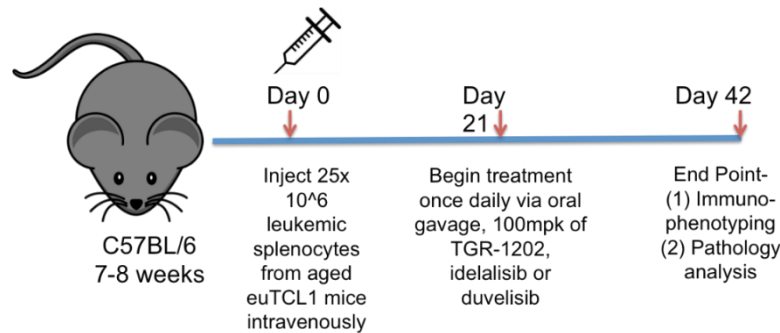 Day 0
Day
21
Day 42
C57BL/6
7-8 weeks
Inject 25x
10^6
leukemic
splenocytes
from aged
euTCL1 mice
intravenously
Begin treatment
once daily via oral
gavage, 100mpk of
TGR-1202,
idelalisib or
duvelisib
End Point-
(1) Immuno-
phenotyping
(2) Pathology
analysis